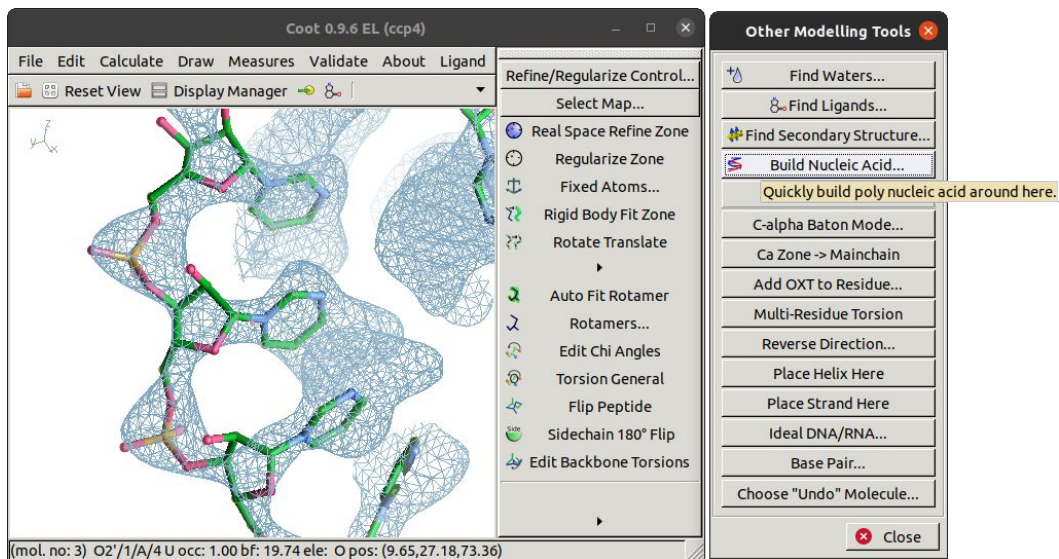 Coot 0.9.6 EL (ccp4)
File Edit Calculate Draw Measures Validate About Ligand
Reset View Display Manager
z
y
x
Refine/Regularize Control...
Select Map...
Real Space Refine Zone
Regularize Zone
Fixed Atoms...
Rigid Body Fit Zone
Rotate Translate
Auto Fit Rotamer
Rotamers...
Edit Chi Angles
Torsion General
Flip Peptide
Side
Sidechain 180° Flip
Edit Backbone Torsions
(mol. no: 3) O2'/1/A/4 U occ: 1.00 bf: 19.74 ele: O pos: (9.65,27.18,73.36)
Other Modelling Tools
Find Waters...
Find Ligands...
Find Secondary Structure...
Build Nucleic Acid...
Quickly build poly nucleic acid around here.
C-alpha Baton Mode...
Ca Zone -> Mainchain
Add OXT to Residue...
Multi-Residue Torsion
Reverse Direction...
Place Helix Here
Place Strand Here
Ideal DNA/RNA...
Base Pair...
Choose "Undo" Molecule...
Close